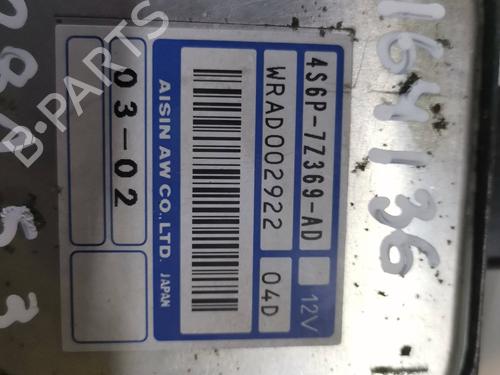 4S6P-7Z369-AD
12V
WRAD002922
04D
AISIN AW CO., LTD. JAPAN
03-02
164136
B-PARTS